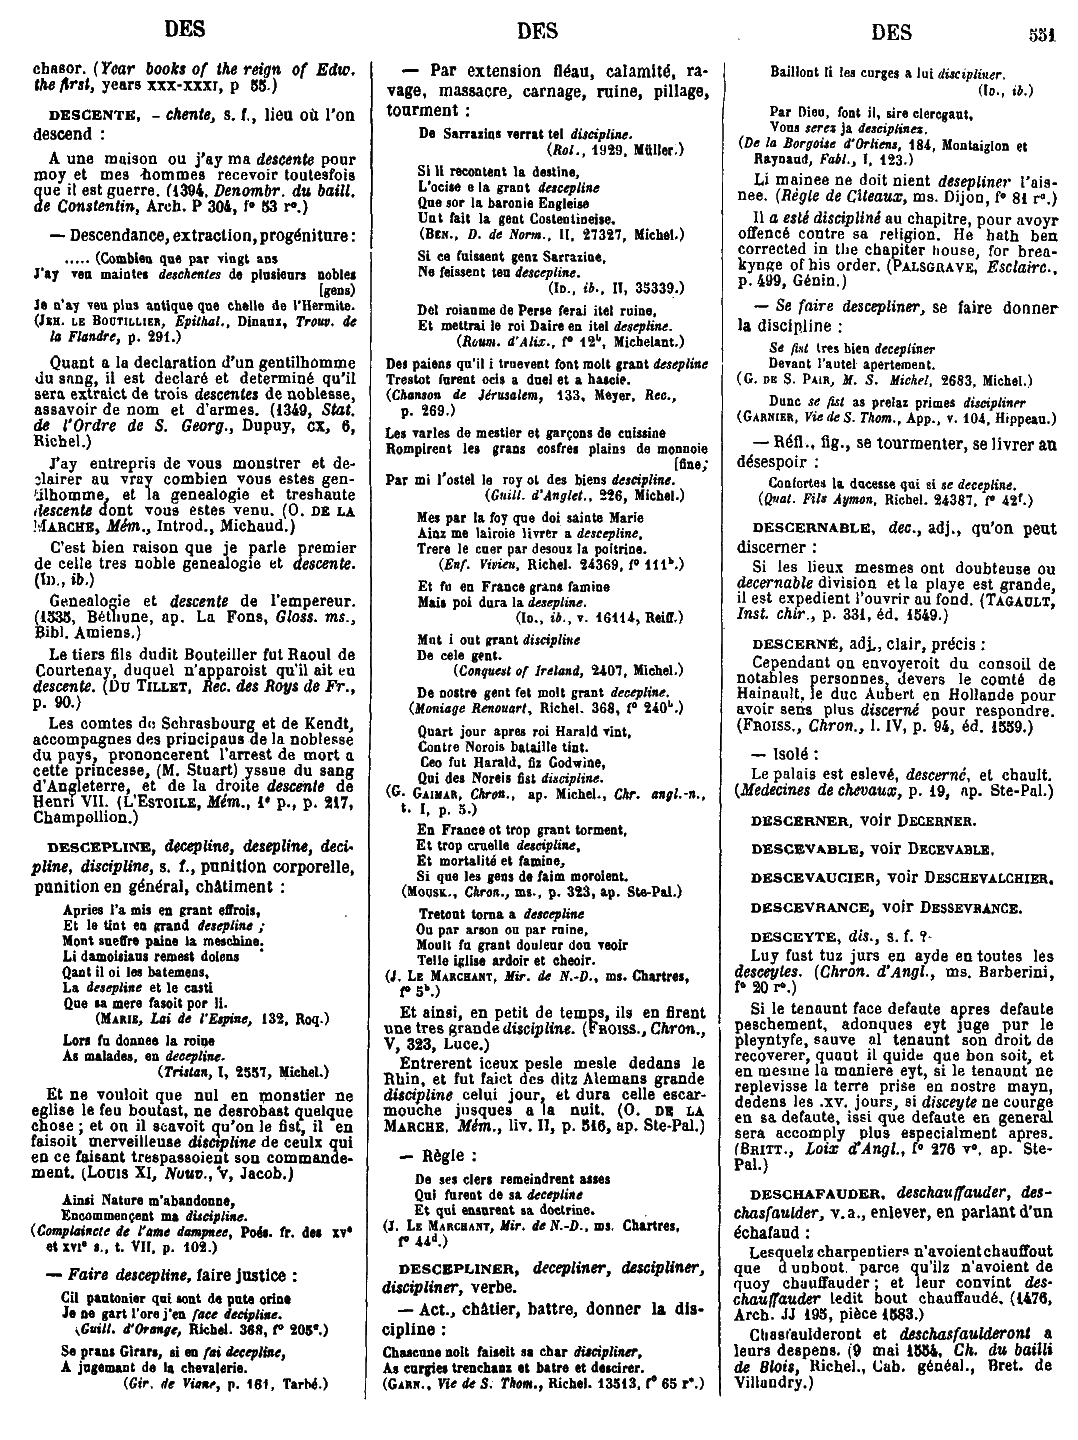 DES
DES
DES
551
chasor. (Year books of the reign of Edw.
the first, years XXX-XXXI, p 55.)
DESCENTE, - chente, s. f., lieu où l'on
descend :
A une maison ou j'ay ma descente pour
moy et mes hommes recevoir toutesfois
que il est guerre. (1394, Denombr. du baill.
de Constentin, Arch. P 304, f° 53 r°.)
— Descendance, extraction, progéniture :
..... (Combien que par vingt ans
J'ay veu maintes deschentes de plusieurs nobles
[gens)
Je n'ay veu plus antique que chelle de l'Hermite.
(JEH. LE BOUTILLIER, Epithal., Dinaux, Trouv. de
la Flandre, p. 291.)
Quant a la declaration d'un gentilhomme
du sang, il est declaré et determiné qu'il
sera extraict de trois descentes de noblesse,
assavoir de nom et d'armes. (1349, Stat.
de l'Ordre de S. Georg., Dupuy, CX, 6,
Richel.)
J'ay entrepris de vous monstrer et de-
clairer au vray combien vous estes gen-
tilhomme, et la genealogie et treshaute
descente dont vous estes venu. (O. DE LA
MARCHE, Mém., Introd., Michaud.)
C'est bien raison que je parle premier
de celle tres noble genealogie et descente.
(ID., ib.)
Genealogie et descente de l'empereur.
(1535, Béthune, ap. La Fons, Gloss. ms.,
Bibl. Amiens.)
Le tiers fils dudit Bouteiller fut Raoul de
Courtenay, duquel n'apparoist qu'il ait eu
descente. (DU TILLET, Rec. des Roys de Fr.,
p. 90.)
Les comtes de Schrasbourg et de Kendt,
accompagnes des principaus de la noblesse
du pays, prononcerent l'arrest de mort a
cette princesse, (M. Stuart) yssue du sang
d'Angleterre, et de la droite descente de
Henri VII. (L'ESTOILE, Mém., 1ᵉ p., p. 217,
Champollion.)
DESCEPLINE, decepline, desepline, deci-
pline, discipline, s. f., punition corporelle,
punition en général, châtiment :
Apries l'a mis en grant effrois,
Et le tint en grand desepline ;
Mont sueffre paine la meschine.
Li damoisiaus remest dolens
Qant il oi les batemens,
La desepline et le casti
Que sa mere fasoit por li.
(MARIE, Lai de l'Espine, 132, Roq.)
Lors fu donnee la roine
As malades, en decepline.
(Tristan, I, 2557, Michel.)
Et ne vouloit que nul en monstier ne
eglise le feu boutast, ne desrobast quelque
chose ; et on il scavoit qu'on le fist, il en
faisoit merveilleuse discipline de ceulx qui
en ce faisant trespassoient son commande-
ment. (LOUIS XI, Nouv., V, Jacob.)
Ainsi Nature m'abandonne,
Encommençent ma discipline.
(Complaincte de l'ame dampnee, Poés. fr. des XVᵉ
et XVIᵉ s., t. VII, p. 102.)
— Faire descepline, faire justice :
Cil pautonier qui sont de pute orine
Je ne gart l'ore j'en face decipline.
(Guill. d'Orange, Richel. 368, f° 205ᵉ.)
Se prans Girars, si en fai decepline,
A jugemant de la chevalerie.
(Gir. de Viane, p. 161, Tarbé.)
— Par extension fléau, calamité, ra-
vage, massacre, carnage, ruine, pillage,
tourment :
De Sarrazins verrat tel discipline.
(Rol., 1929, Müller.)
Si li recontent la destine,
L'ocise e la grant descepline
Que sor la baronie Engleise
Unt fait la gent Costentineise.
(BEN., D. de Norm., II, 27327, Michel.)
Si ce fuissent genz Sarrazine,
Ne feissent teu descepline.
(ID., ib., II, 35339.)
Del roianme de Perse ferai itel ruine,
Et mettrai le roi Daire en itel desepline.
(Roum. d'Alix., f° 12ᵇ, Michelant.)
Des paiens qu'il i truevent font molt grant desepline
Trestot furent ocis a duel et a hascie.
(Chanson de Jérusalem, 133, Meyer, Rec.,
p. 269.)
Les varles de mestier et garçons de cuissine
Rompirent les grans cosfres plains de monnoie
[fine;
Par mi l'ostel le roy ot des biens descipline.
(Guill. d'Anglet., 226, Michel.)
Mes par la foy que doi sainte Marie
Ainz me lairoie livrer a descepline,
Trere le cuer par desouz la poitrine.
(Enf. Vivien, Richel. 24369, f° 111ᵇ.)
Et fu en France grans famine
Mais poi dura la desepline.
(ID., ib., v. 16114, Reiff.)
Mut i out grant discipline
De cele gent.
(Conquest of Ireland, 2407, Michel.)
De nostre gent fet molt grant decepline.
(Moniage Renouart, Richel. 368, f° 240ᵇ.)
Quart jour apres roi Harald vint,
Contre Norois bataille tint.
Ceo fut Harald, fiz Godwine,
Qui des Noreis fist discipline.
(G. GAIMAR, Chron., ap. Michel., Chr. angl.-n.,
t. I, p. 5.)
En France ot trop grant torment,
Et trop cruelle descipline,
Et mortalité et famine,
Si que les gens de faim moroient.
(MOUSK., Chron., ms., p. 323, ap. Ste-Pal.)
Tretout torna a descepline
Ou par arson ou par ruine,
Moult fu grant douleur dou veoir
Telle iglise ardoir et cheoir.
(J. LE MARCHANT, Mir. de N.-D., ms. Chartres,
f° 5ᵇ.)
Et ainsi, en petit de temps, ils en firent
une tres grande discipline. (FROISS., Chron.,
V, 323, Luce.)
Entrerent iceux pesle mesle dedans le
Rhin, et fut faict des ditz Alemans grande
discipline celui jour, et dura celle escar-
mouche jusques a la nuit. (O. DE LA
MARCHE, Mém., liv. II, p. 516, ap. Ste-Pal.)
— Règle :
De ses clers remeindrent asses
Qui furent de sa decepline
Et qui ensurent sa doctrine.
(J. LE MARCHANT, Mir. de N.-D., ms. Chartres,
f° 44ᵈ.)
DESCEPLINER, decepliner, descipliner,
discipliner, verbe.
— Act., châtier, battre, donner la dis-
cipline :
Chascune noit faiseit sa char discipliner,
As curgies trenchanz et batre et descirer.
(GARN., Vie de S. Thom., Richel. 13513, f° 65 r°.)
Baillont li les curges a lui discipliner.
(ID., ib.)
Par Dieu, font il, sire clercgaut,
Vous serez ja desciplinez.
(De la Borgoise d'Orliens, 184, Montaiglon et
Raynaud, Fabl., I, 123.)
Li mainee ne doit nient desepliner l'ais-
nee. (Règle de Cîteaux, ms. Dijon, f° 81 r°.)
Il a esté discipliné au chapitre, pour avoyr
offencé contre sa religion. He hath ben
corrected in the chapiter house, for brea-
kynge of his order. (PALSGRAVE, Esclairc.,
p. 499, Génin.)
— Se faire descepliner, se faire donner
la discipline :
Se fist tres bien decepliner
Devant l'autel apertement.
(G. DE S. PAIR, M. S. Michel, 2683, Michel.)
Dunc se fist as prelaz primes discipliner
(GARNIER, Vie de S. Thom., App., v. 104, Hippeau.)
— Réfl., fig., se tourmenter, se livrer au
désespoir :
Confortes la ducesse qui si se decepline.
(Quat. Fils Aymon, Richel. 24387, f° 42ᶠ.)
DESCERNABLE, dec., adj., qu'on peut
discerner :
Si les lieux mesmes ont doubteuse ou
decernable division et la playe est grande,
il est expedient l'ouvrir au fond. (TAGAULT,
Inst. chir., p. 331, éd. 1549.)
DESCERNÉ, adj., clair, précis :
Cependant on envoyeroit du consoil de
notables personnes, devers le comté de
Hainault, le duc Aubert en Hollande pour
avoir sens plus discerné pour respondre.
(FROISS., Chron., l. IV, p. 94, éd. 1559.)
— Isolé :
Le palais est eslevé, descerné, et chault.
(Medecines de chevaux, p. 19, ap. Ste-Pal.)
DESCERNER, voir DECERNER.
DESCEVABLE, voir DECEVABLE.
DESCEVAUCIER, voir DESCHEVALCHIER.
DESCEVRANCE, voir DESSEVRANCE.
DESCEYTE, dis., s. f. ?
Luy fust tuz jurs en ayde en toutes les
desceytes. (Chron. d'Angl., ms. Barberini,
f° 20 r°.)
Si le tenaunt face defaute apres defaute
peschement, adonques eyt juge pur le
pleyntyfe, sauve al tenaunt son droit de
recoverer, quant il quide que bon soit, et
en mesme la maniere eyt, si le tenaunt ne
replevisse la terre prise en nostre mayn,
dedens les .XV. jours, si disceyte ne courge
en sa defaute, issi que defaute en general
sera accomply plus especialment apres.
(BRITT., Loix d'Angl., f° 276 v°, ap. Ste-
Pal.)
DESCHAFAUDER, deschauffauder, des-
chasfaulder, v. a., enlever, en parlant d'un
échafaud :
Lesquelz charpentiers n'avoient chauffout
que d'unbout, parce qu'ilz n'avoient de
quoy chauffauder ; et leur convint des-
chauffauder ledit bout chauffaudé. (1476,
Arch. JJ 195, pièce 1583.)
Chasfaulderont et deschasfaulderont a
leurs despens. (9 mai 1554, Ch. du bailli
de Blois, Richel., Cab. généal., Bret. de
Villandry.)